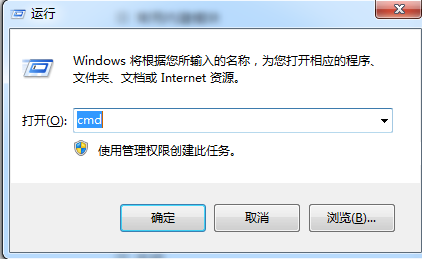 运行
Windows 将根据您所输入的名称，为您打开相应的程序、
文件夹、文档或 Internet 资源。
打开(O): cmd
使用管理权限创建此任务。
确定 取消 浏览(B)...